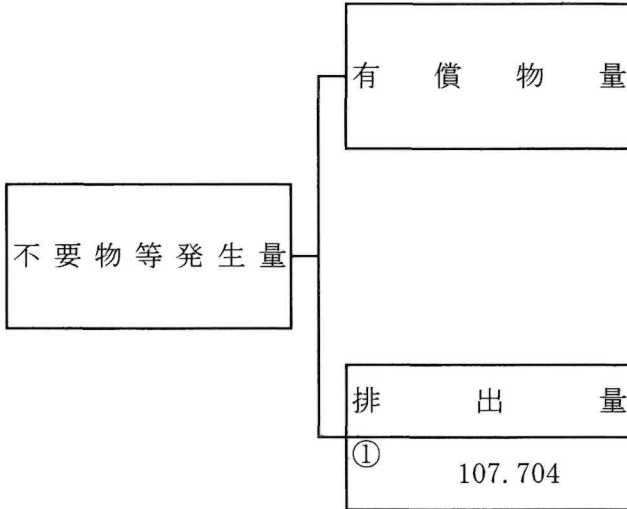 有償物量
不要物等発生量
排出量
①
107.704